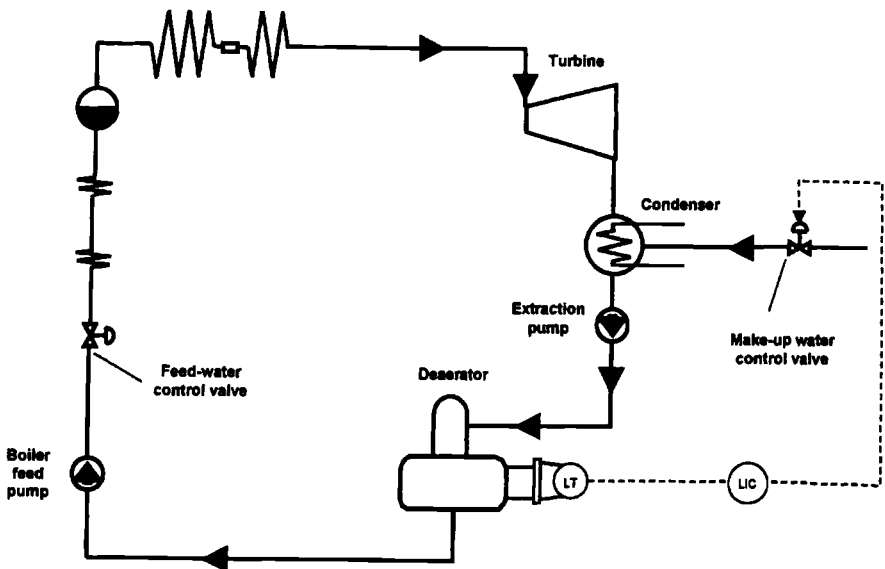 Turbine
Condenser
Extraction
pump
Make-up water
control valve
Feed-water
control valve
Deaerator
Boiler
feed
pump
LT
LIC